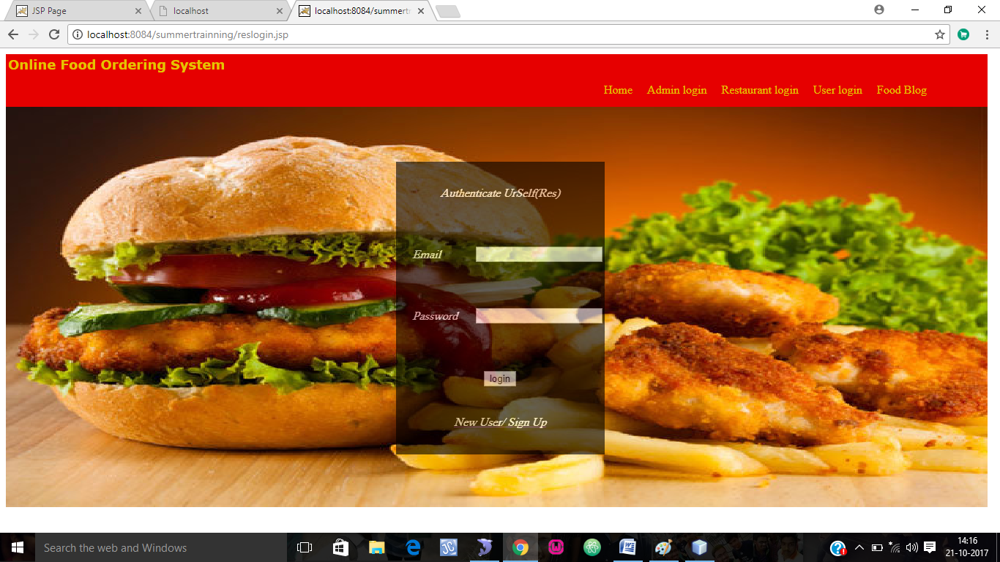 JSP Page
localhost
localhost:8084/summert
localhost:8084/summertrainning/reslogin.jsp
Online Food Ordering System
Home Admin login Restaurant login User login Food Blog
Authenticate UrSelf(Res)
Email
Password
login
New User/ Sign Up
Search the web and Windows
14:16
21-10-2017